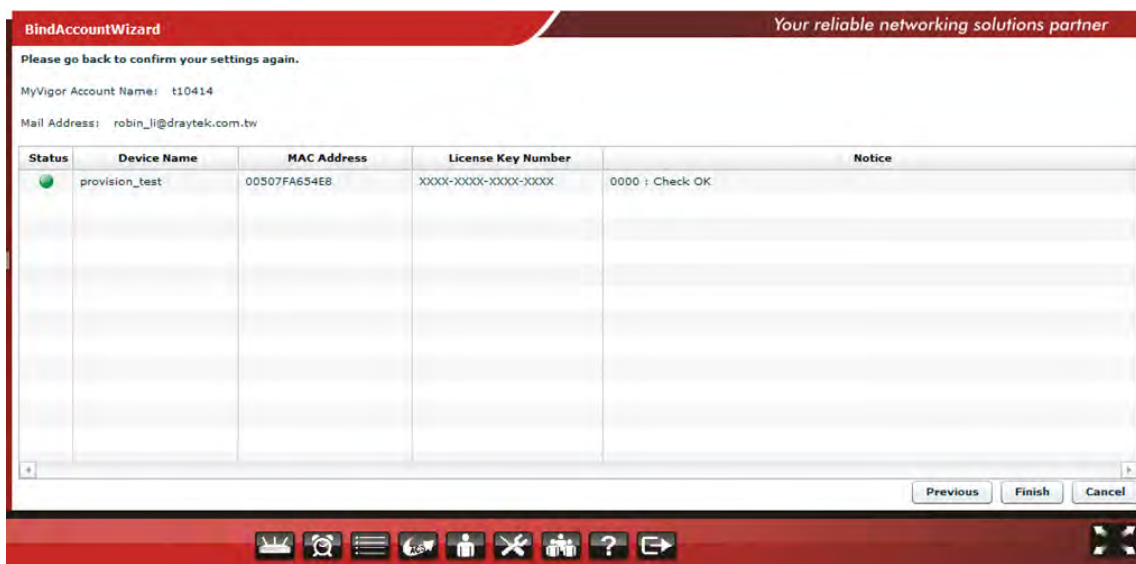 BindAccountWizard
Your reliable networking solutions partner
Please go back to confirm your settings again.
MyVigor Account Name: t10414
Mail Address: robin_li@draytek.com.tw
Status Device Name MAC Address License Key Number Notice
provision_test 00507FA654E8 XXXX-XXXX-XXXX-XXXX 0000 : Check OK
Previous Finish Cancel
?